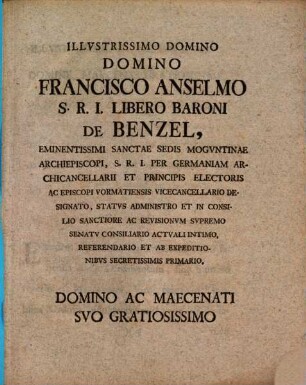 ILLVSTRISSIMO DOMINO
DOMINO
FRANCISCO ANSELMO
S. R. I. LIBERO BARONI
DE BENZEL,
EMINENTISSIMI SANCTAE SEDIS MOGVNTINAE
ARCHIEPISCOPI, S. R. I. PER GERMANIAM AR-
CHICANCELLARII ET PRINCIPIS ELECTORIS
AC EPISCOPI VORMATIENSIS VICECANCELLARIO DE-
SIGNATO, STATVS ADMINISTRO ET IN CONSI-
LIO SANCTIORE AC REVISIONVM SVPREMO
SENATV CONSILIARIO ACTVALI INTIMO,
REFERENDARIO ET AB EXPEDITIO-
NIBVS SECRETISSIMIS PRIMARIO,
DOMINO AC MAECENATI
SVO GRATIOSISSIMO